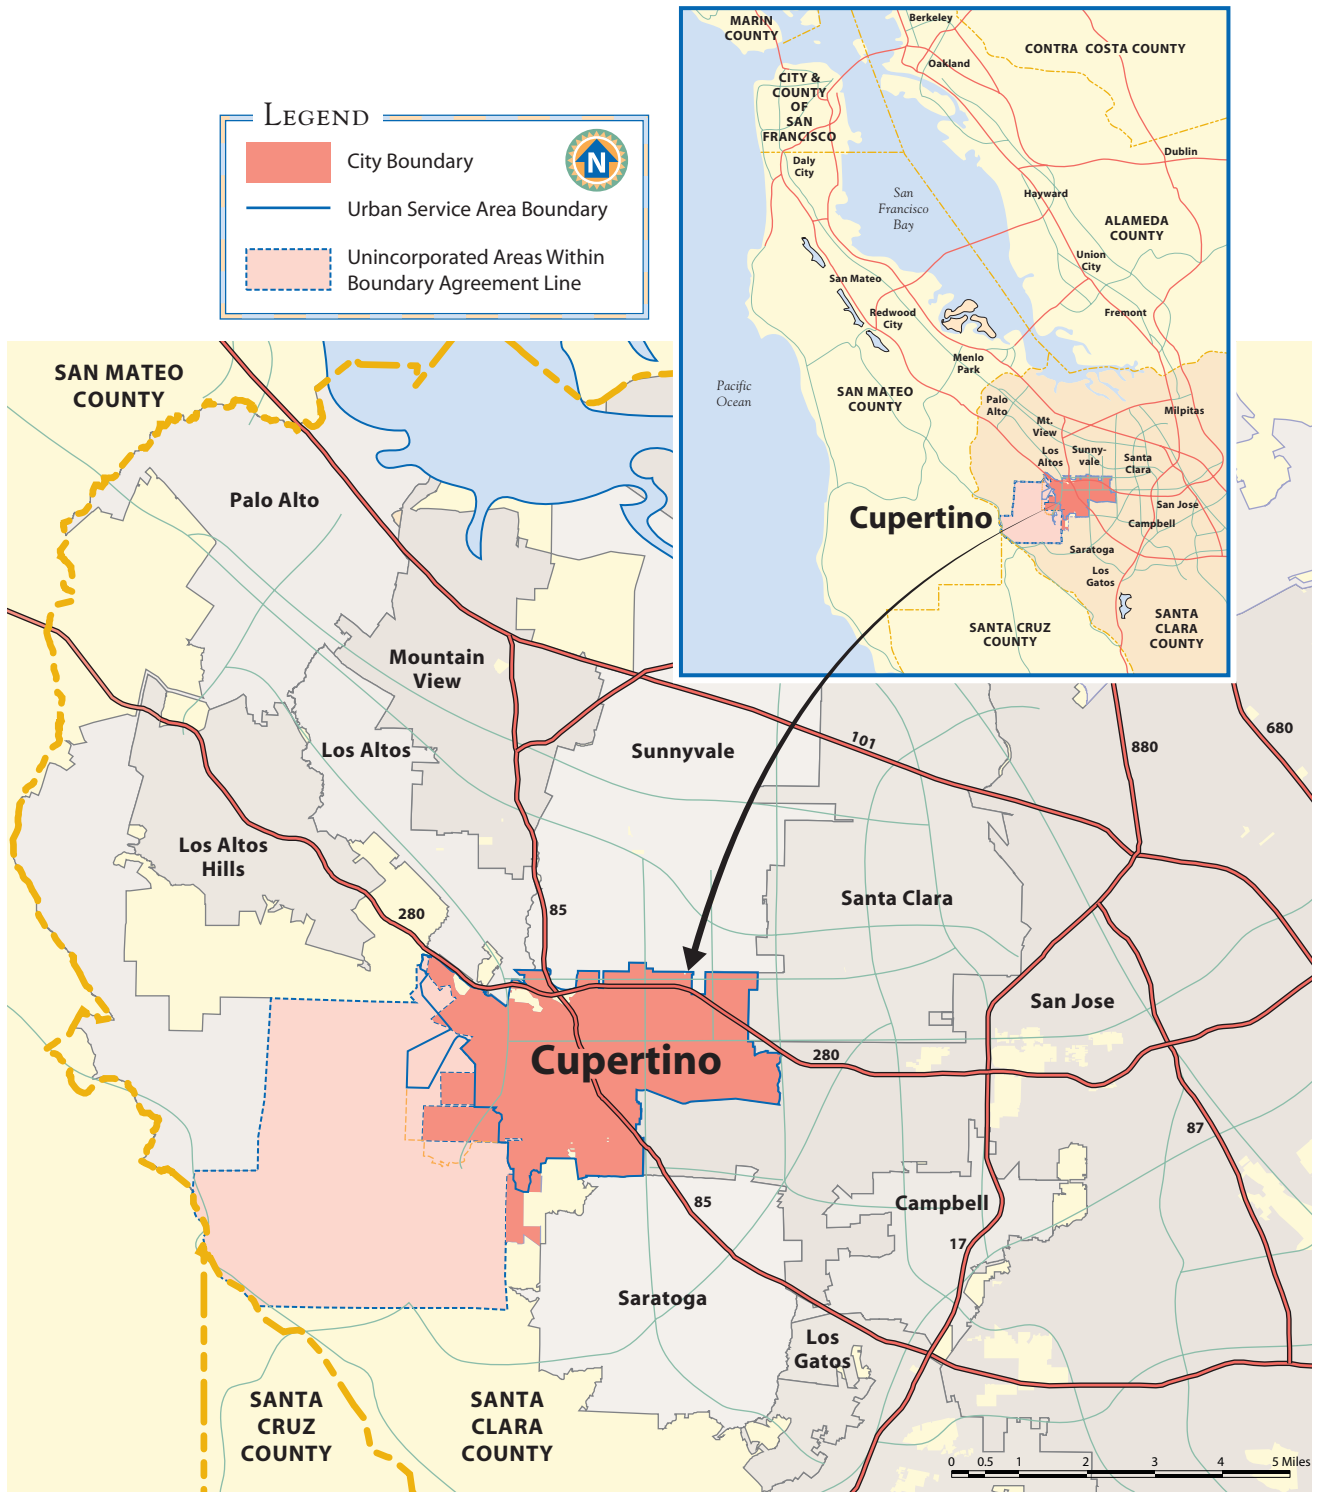 LEGEND
City Boundary
N
Urban Service Area Boundary
Unincorporated Areas Within
Boundary Agreement Line
MARIN
COUNTY
Berkeley
CONTRA COSTA COUNTY
Oakland
CITY &
COUNTY
OF
SAN
FRANCISCO
Daly
City
Dublin
San
Francisco
Bay
Hayward
ALAMEDA
COUNTY
Union
City
San Mateo
Redwood
City
Fremont
Menlo
Park
Pacific
Ocean
SAN MATEO
COUNTY
Palo
Alto
Milpitas
Mt.
View
Los
Altos
Sunny-
vale
Santa
Clara
Cupertino
San Jose
Campbell
Saratoga
Los
Gatos
SANTA CRUZ
COUNTY
SANTA
CLARA
COUNTY
SAN MATEO
COUNTY
Palo Alto
Mountain
View
Los Altos
Sunnyvale
101
880
680
Los Altos
Hills
280
85
Santa Clara
San Jose
Cupertino
280
87
85
Campbell
17
Saratoga
Los
Gatos
SANTA
CRUZ
COUNTY
SANTA
CLARA
COUNTY
0 0.5 1 2 3 4 5 Miles